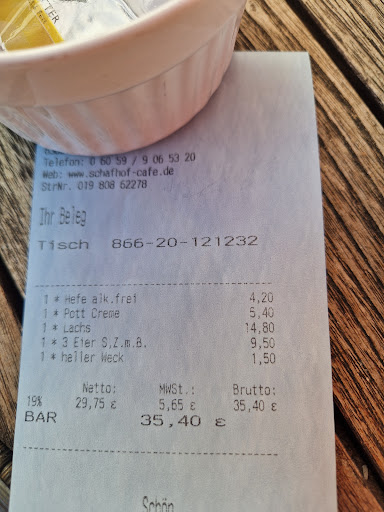 TTER
Telefon: 0 60 59 / 9 06 53 20
Web: www.schafhof-cafe.de
StrNr. 019 808 62278
Ihr Beleg
Tisch 866-20-121232
1 * Hefe alk.frei 4,20
1 * Pott Creme 5,40
1 * Lachs 14,80
1 * 3 Eier S.Z.m.B. 9,50
1 * heller Weck 1,50
Netto: MWSt.: Brutto:
19% 29,75 € 5,65 € 35,40 €
BAR 35,40 €
Schön